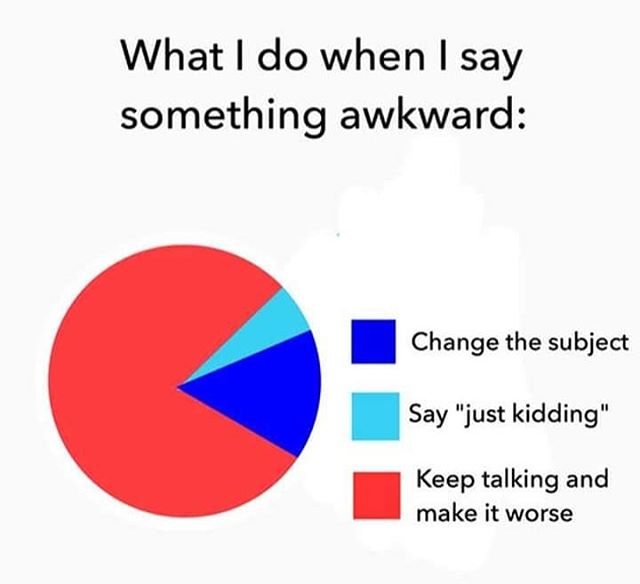 What I do when I say
something awkward:
Change the subject
Say "just kidding"
Keep talking and
make it worse